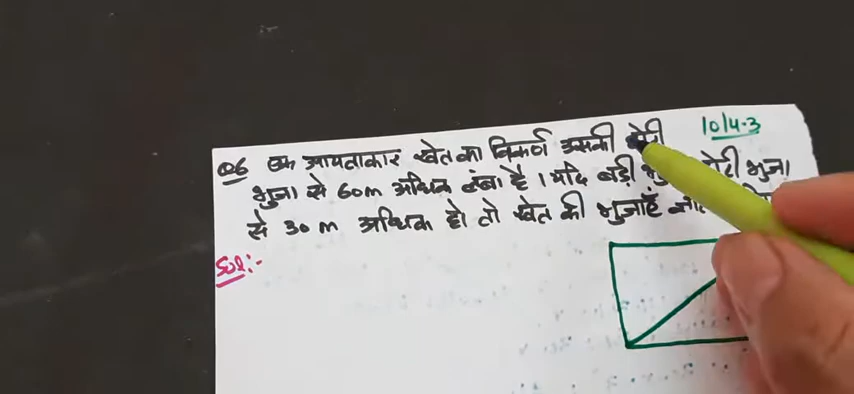 10/4.3
Q6 एक आयताकार खेत का विकर्ण उसकी
भुजा से 60m अधिक लंबा है। यदि बड़ी भुजा
से 30 m अधिक हो तो खेत की भुजाएँ
Sol:-